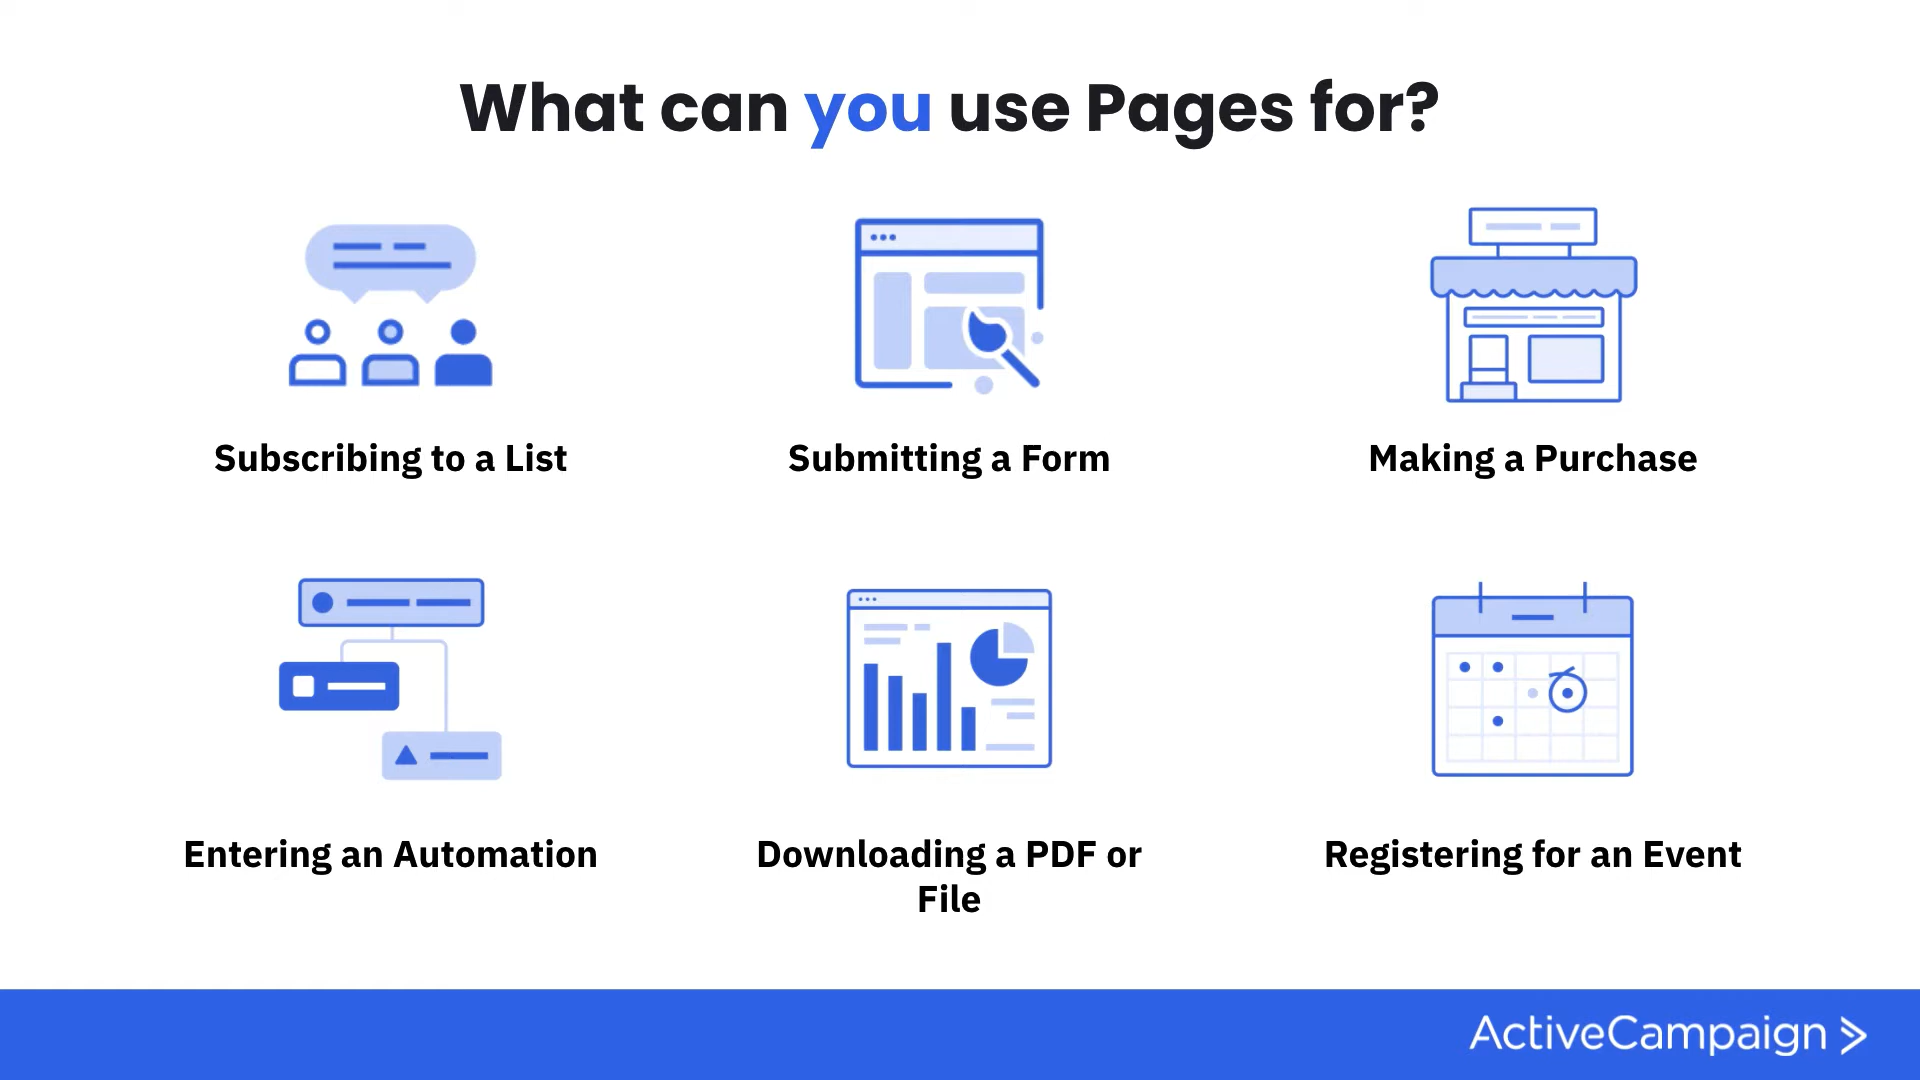 What can you use Pages for?
Subscribing to a List
Submitting a Form
Making a Purchase
Entering an Automation
Downloading a PDF or
File
Registering for an Event
ActiveCampaign